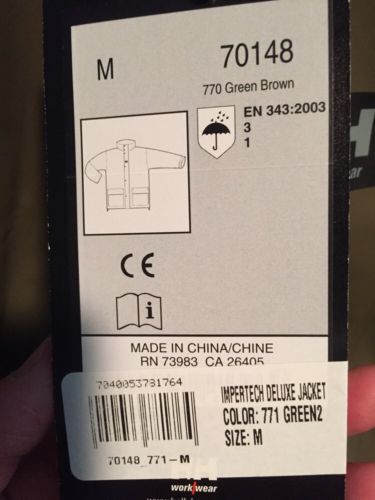 M
70148
770 Green Brown
EN 343:2003
3
1
H
wear
CE
i
MADE IN CHINA/CHINE
RN 73983 CA 26405
7040053781764
70148_771-M
IMPERTECH DELUXE JACKET
COLOR: 771 GREEN2
SIZE: M
HH
workwear